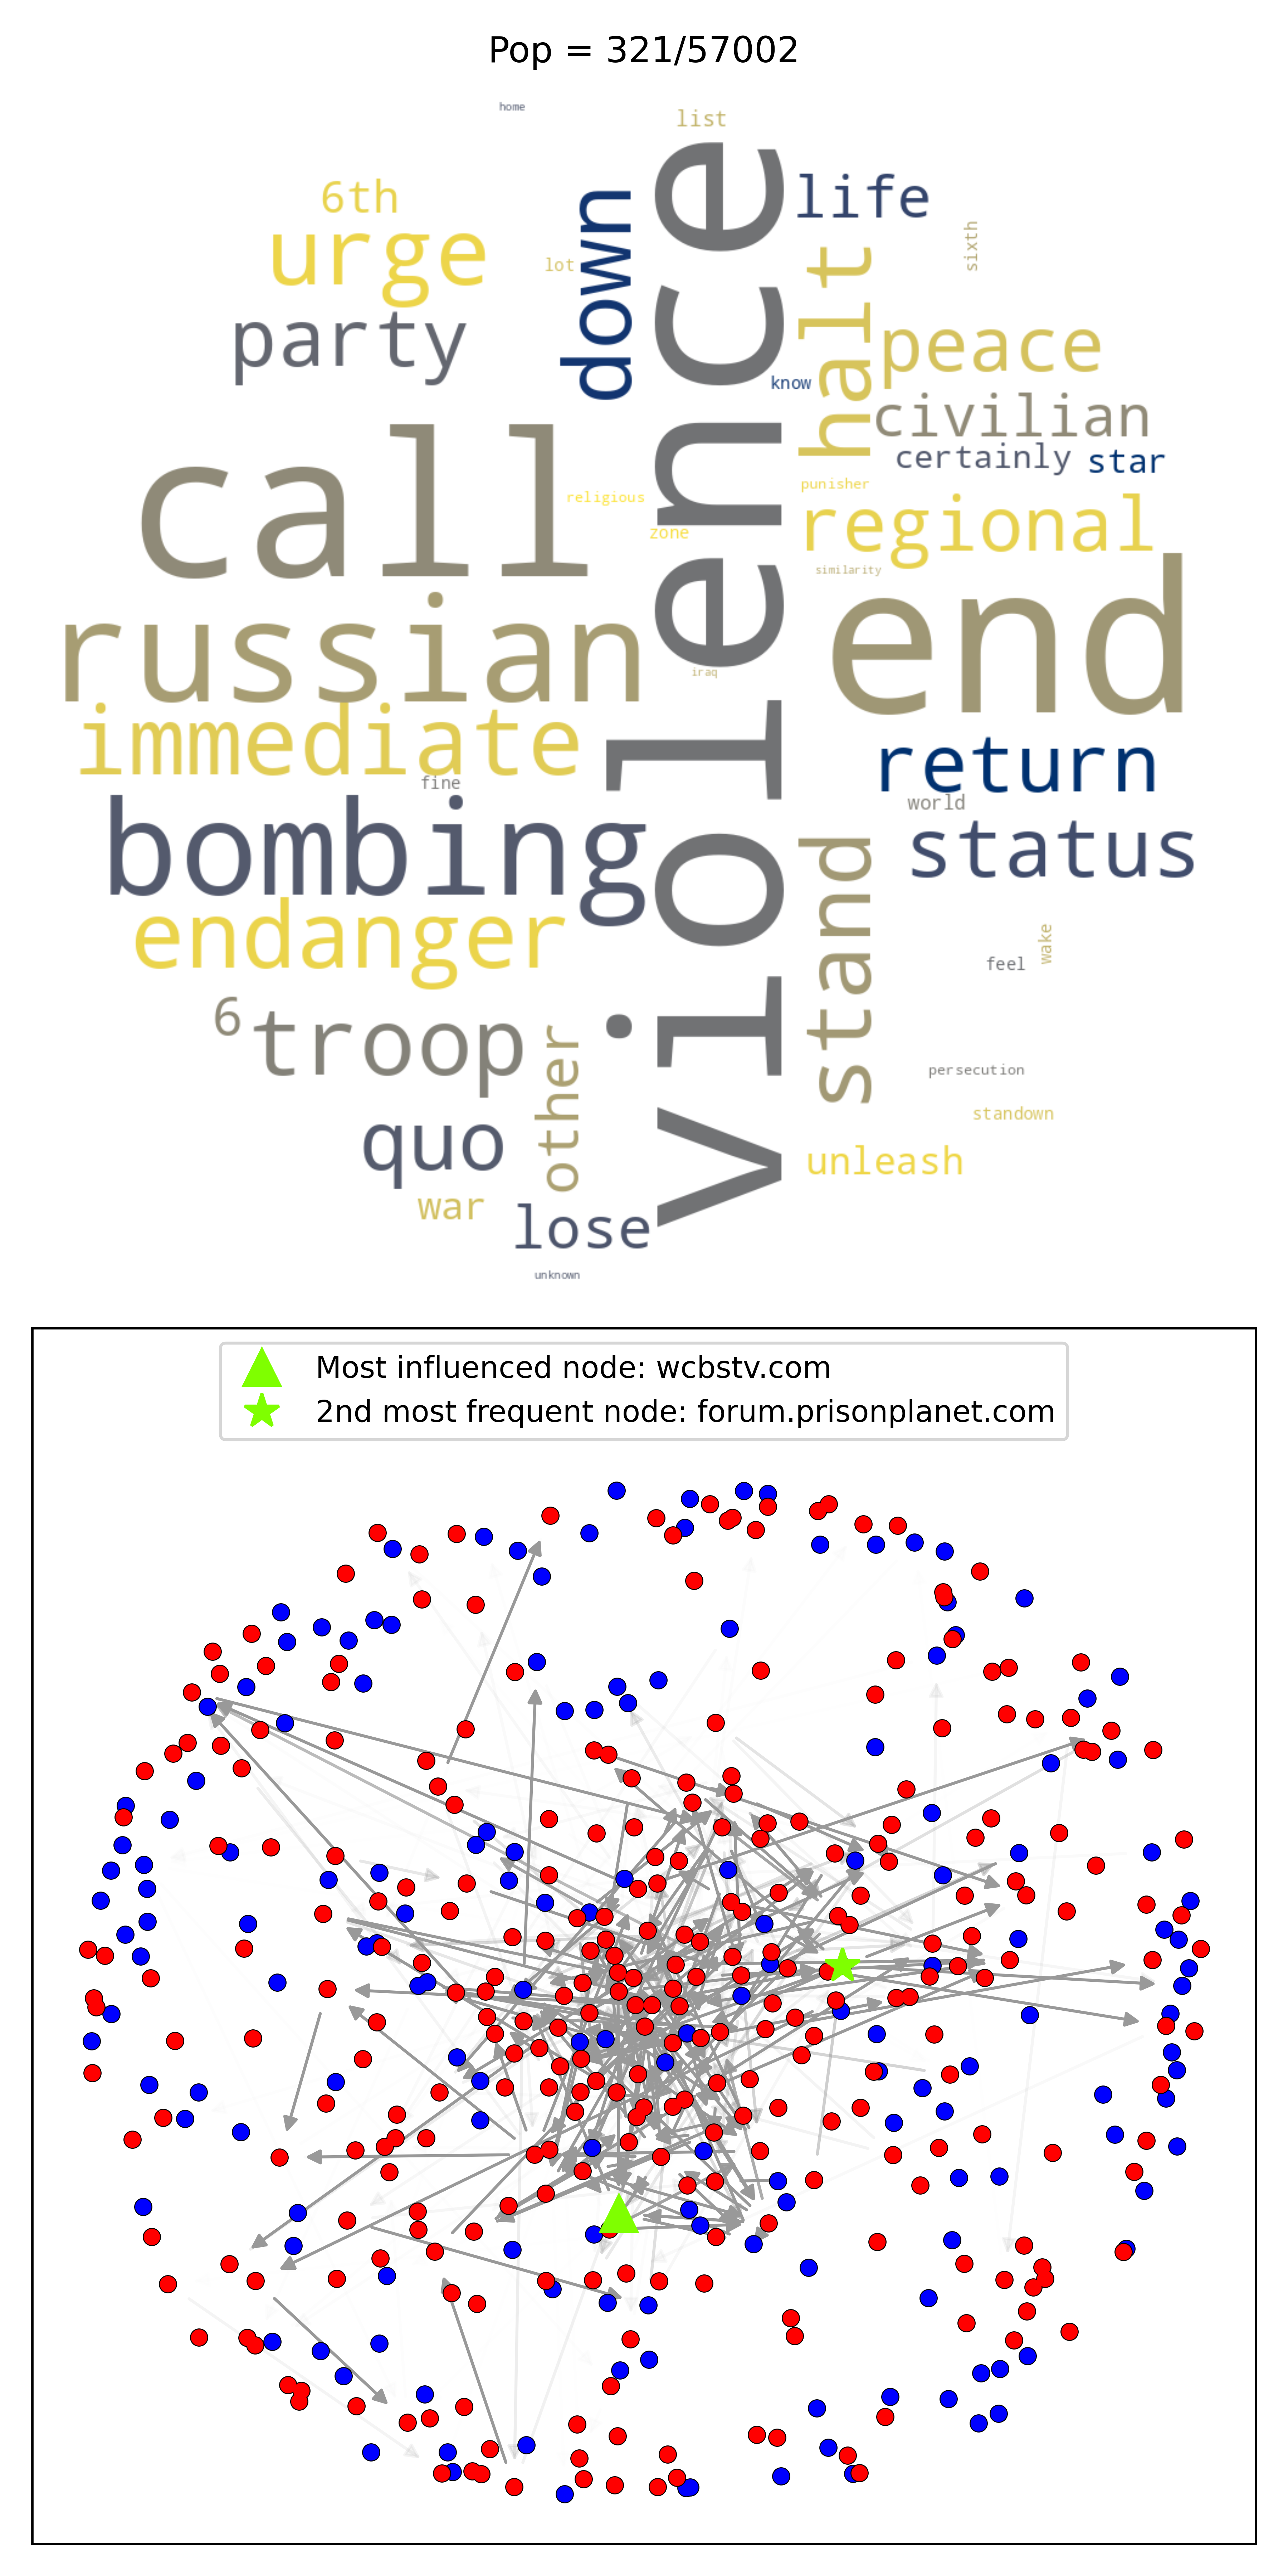 Pop = 321/57002
home
list
life
6th
down
violence
sixth
urge
lot
halt
party
peace
know
civilian
call
certainly
star
religious
punisher
zone
regional
similarity
end
russian
iraq
immediate
return
fine
world
bombing
status
endanger
stand
wake
feel
6
troop
other
persecution
standown
quo
unleash
war
lose
unknown
Most influenced node: wcbstv.com
2nd most frequent node: forum.prisonplanet.com